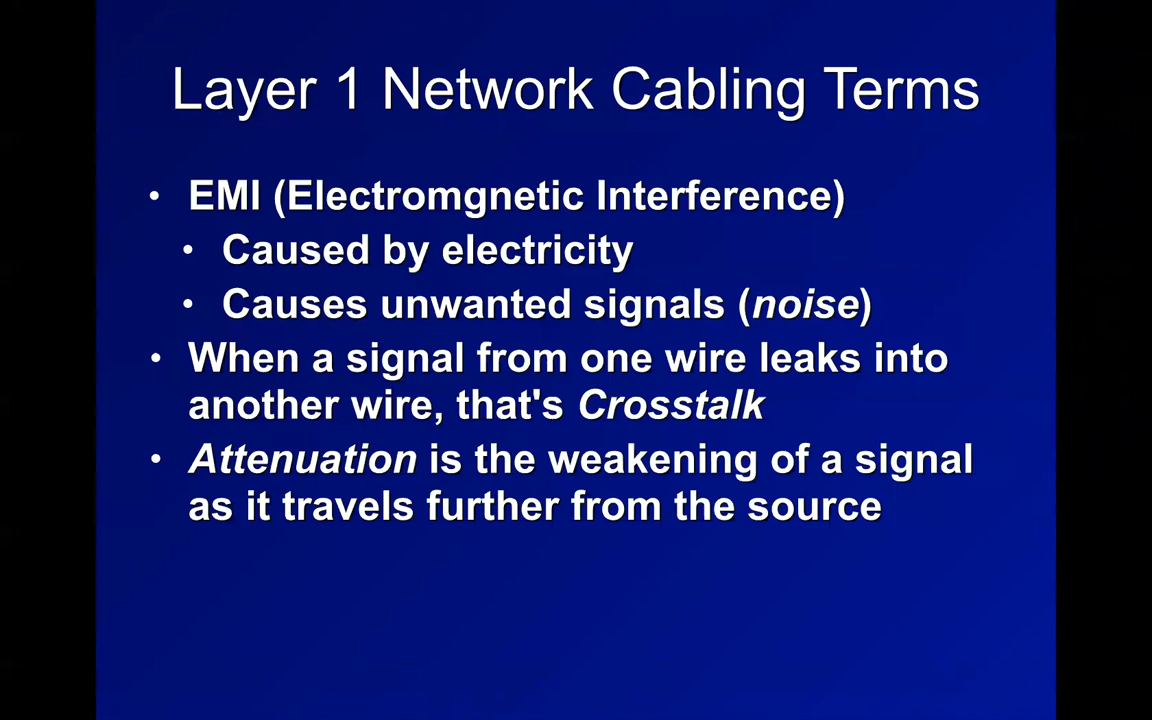 Layer 1 Network Cabling Terms
• EMI (Electromgnetic Interference)
• Caused by electricity
• Causes unwanted signals (noise)
• When a signal from one wire leaks into
another wire, that's Crosstalk
• Attenuation is the weakening of a signal
as it travels further from the source